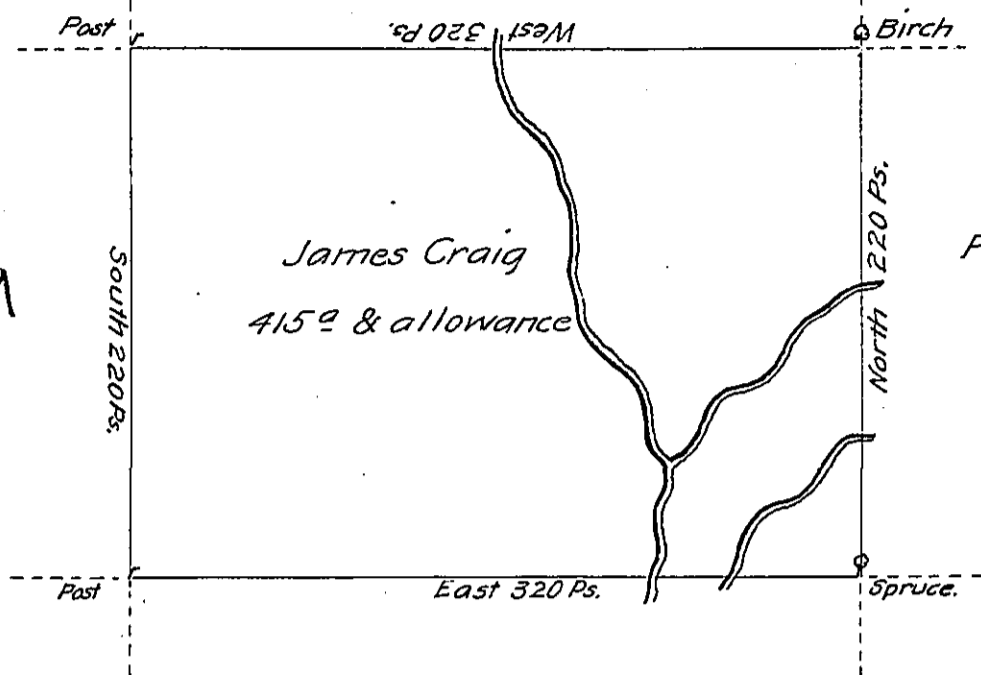 Post
West 320 Ps.
Birch
James Craig
415ª & allowance
South 220 Ps.
North 220 Ps.
P
Post
East 320 Ps.
Spruce.